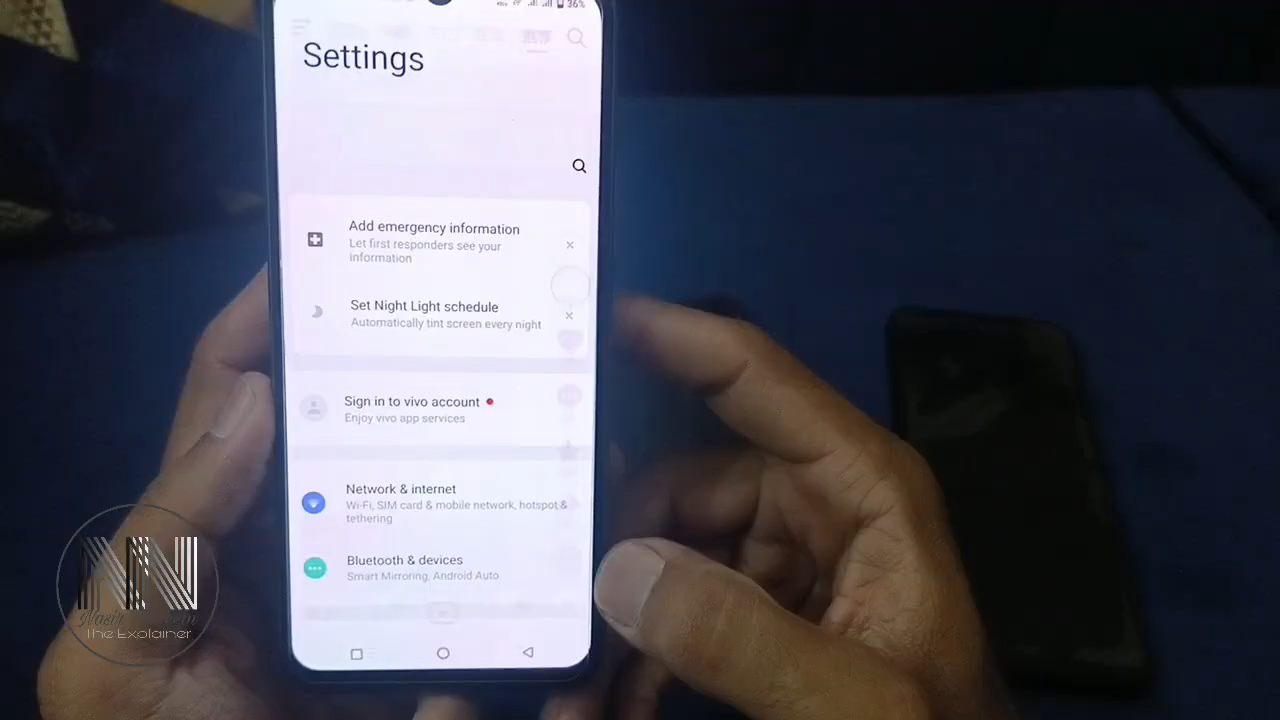 36%
Settings
Add emergency information
Let first responders see your
information
Set Night Light schedule
Automatically tint screen every night
Sign in to vivo account
Enjoy vivo app services
Network & internet
Wi-Fi, SIM card & mobile network, hotspot &
tethering
Bluetooth & devices
Smart Mirroring, Android Auto
NN
The Explainer